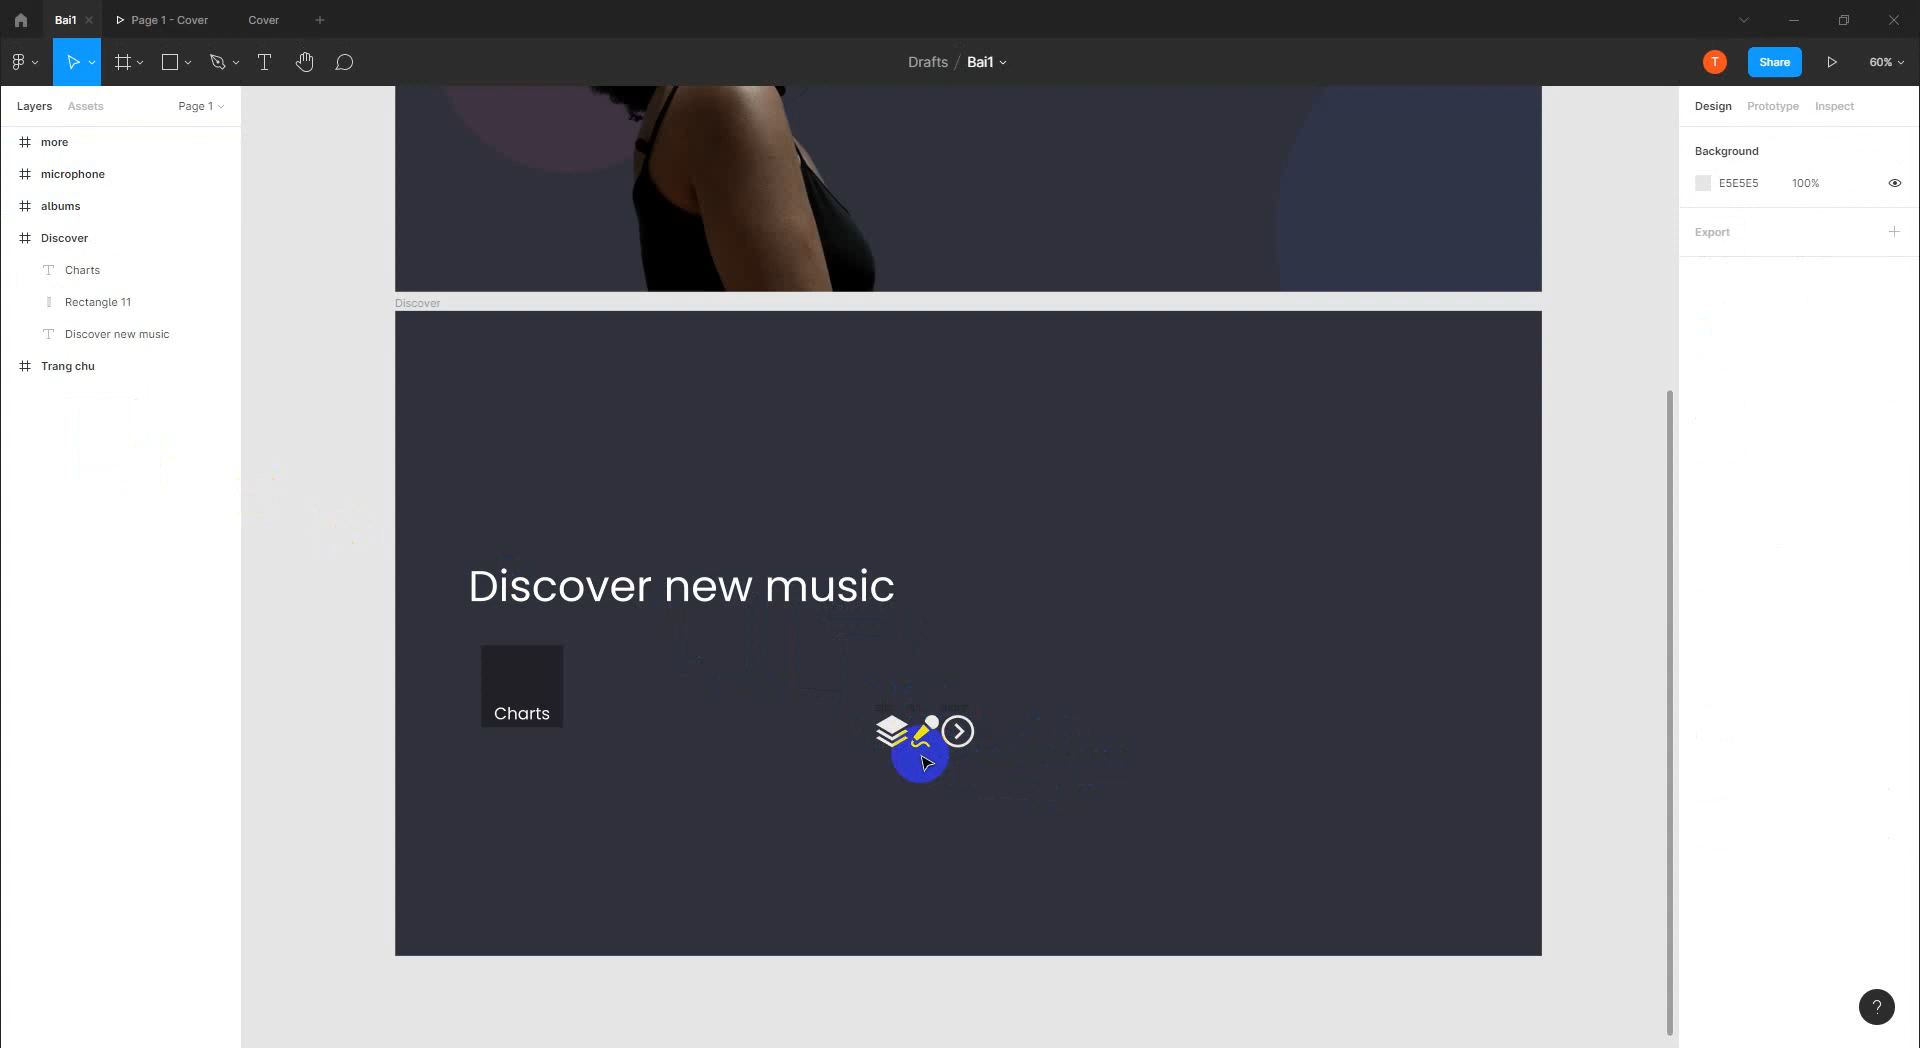 Bai1
Page 1 - Cover
Cover
Drafts / Bai1
T
Share
60%
Layers
Assets
Page 1
Design
Prototype
Inspect
more
microphone
albums
Discover
Charts
Rectangle 11
Discover new music
Trang chu
Background
E5E5E5
100%
Export
Discover
Discover new music
Charts
?